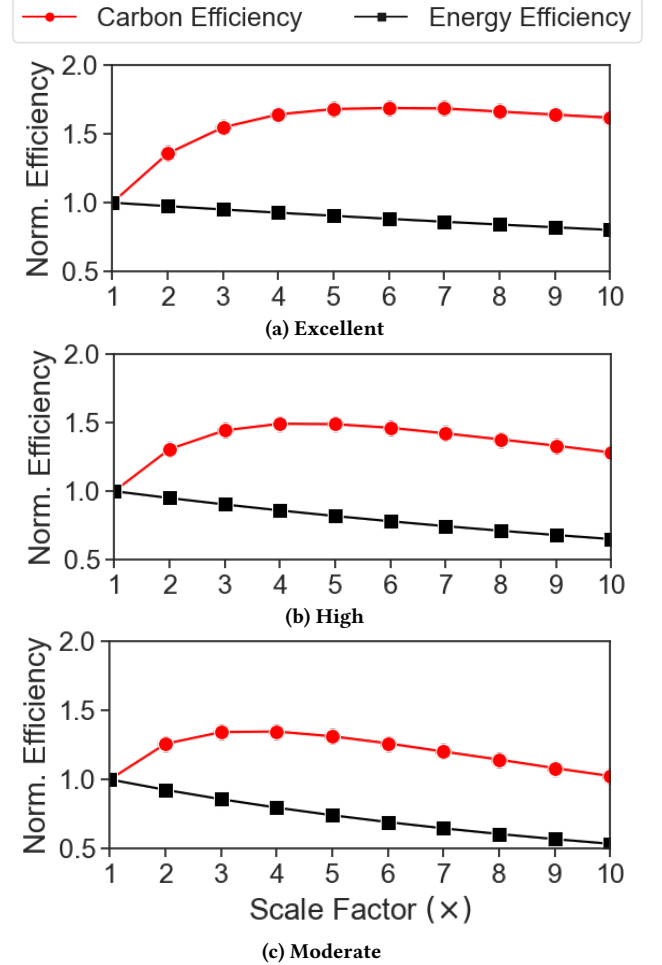 Carbon Efficiency Energy Efficiency
Norm. Efficiency
2.0
1.5
1.0
0.5
1 2 3 4 5 6 7 8 9 10
(a) Excellent
Norm. Efficiency
2.0
1.5
1.0
0.5
1 2 3 4 5 6 7 8 9 10
(b) High
Norm. Efficiency
2.0
1.5
1.0
0.5
1 2 3 4 5 6 7 8 9 10
Scale Factor (×)
(c) Moderate